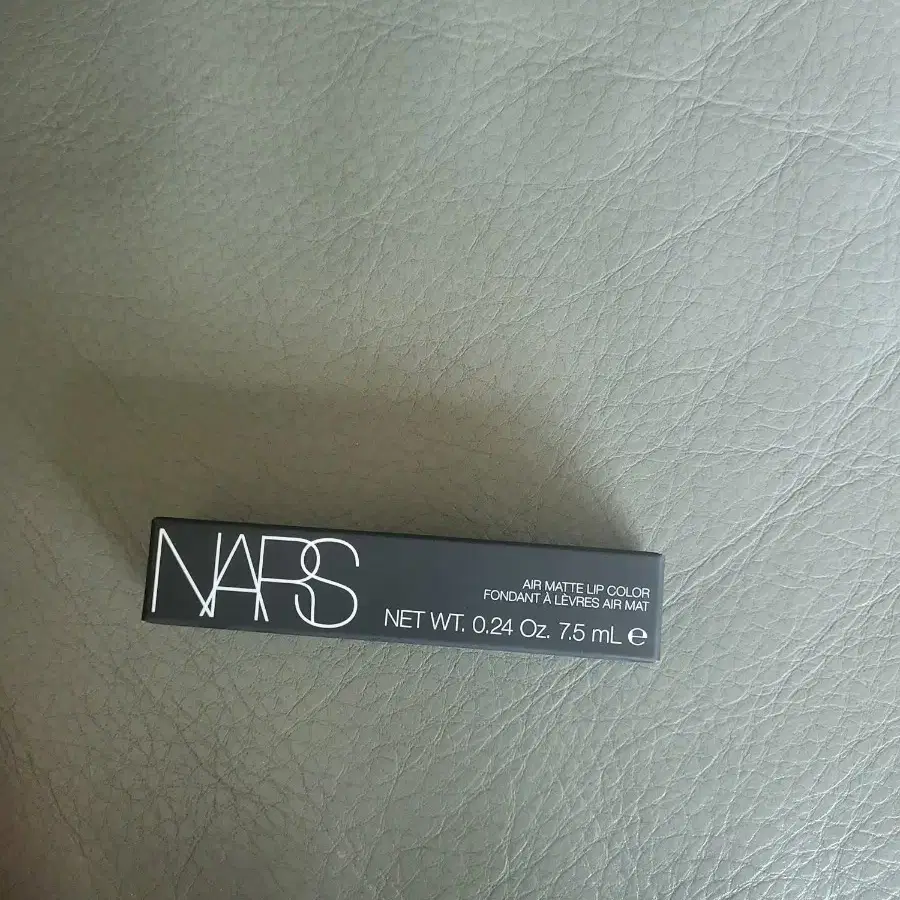 NARS
AIR MATTE LIP COLOR
FONDANT À LÈVRES AIR MAT
NET WT. 0.24 Oz. 7.5 mL ℮